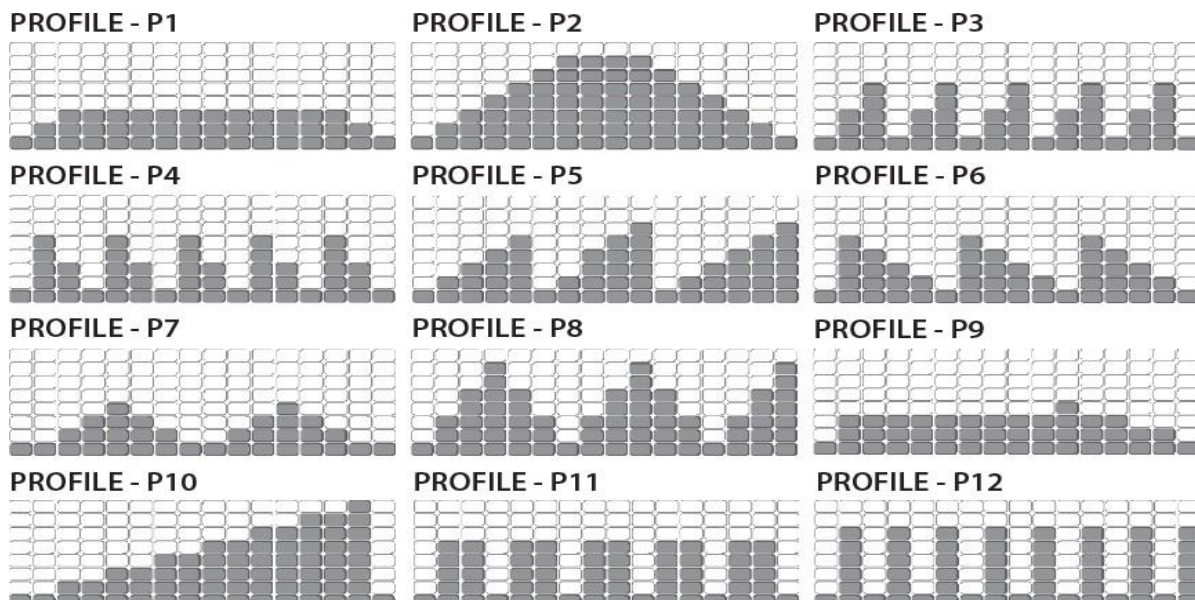 PROFILE - P1
PROFILE - P2
PROFILE - P3
PROFILE - P4
PROFILE - P5
PROFILE - P6
PROFILE - P7
PROFILE - P8
PROFILE - P9
PROFILE - P10
PROFILE - P11
PROFILE - P12